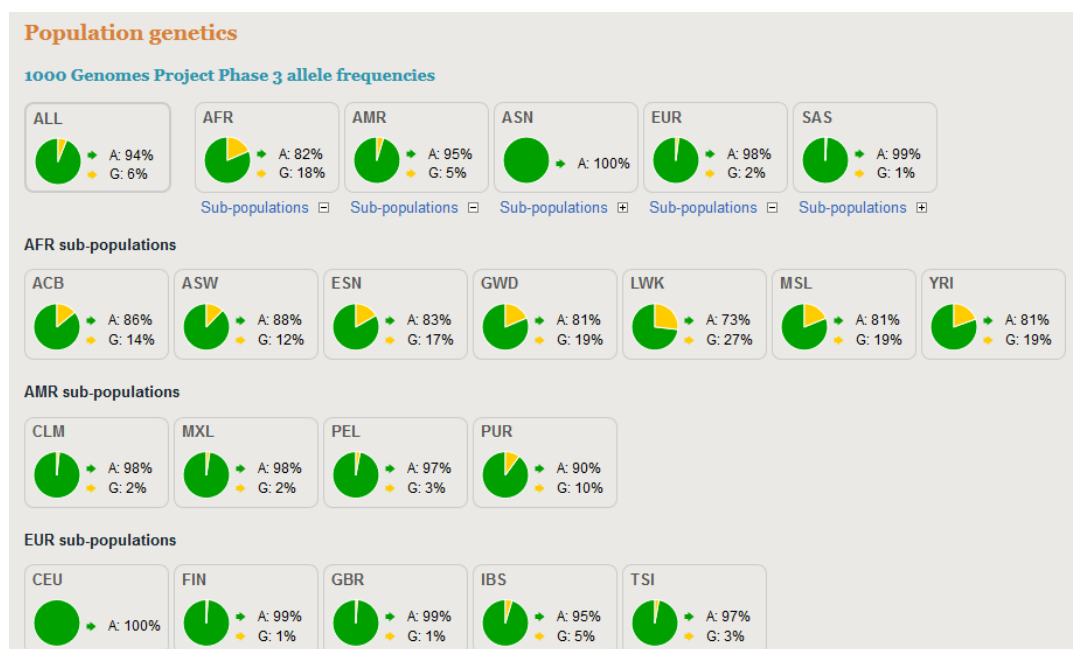 Population genetics
1000 Genomes Project Phase 3 allele frequencies
ALL AFR AMR ASN EUR SAS
A: 94% A: 82% A: 95% A: 100% A: 98% A: 99%
G: 6% G: 18% G: 5% G: 2% G: 1%
Sub-populations Sub-populations Sub-populations Sub-populations Sub-populations
AFR sub-populations
ACB ASW ESN GWD LWK MSL YRI
A: 86% A: 88% A: 83% A: 81% A: 73% A: 81% A: 81%
G: 14% G: 12% G: 17% G: 19% G: 27% G: 19% G: 19%
AMR sub-populations
CLM MXL PEL PUR
A: 98% A: 98% A: 97% A: 90%
G: 2% G: 2% G: 3% G: 10%
EUR sub-populations
CEU FIN GBR IBS TSI
A: 100% A: 99% A: 99% A: 95% A: 97%
G: 1% G: 1% G: 5% G: 3%